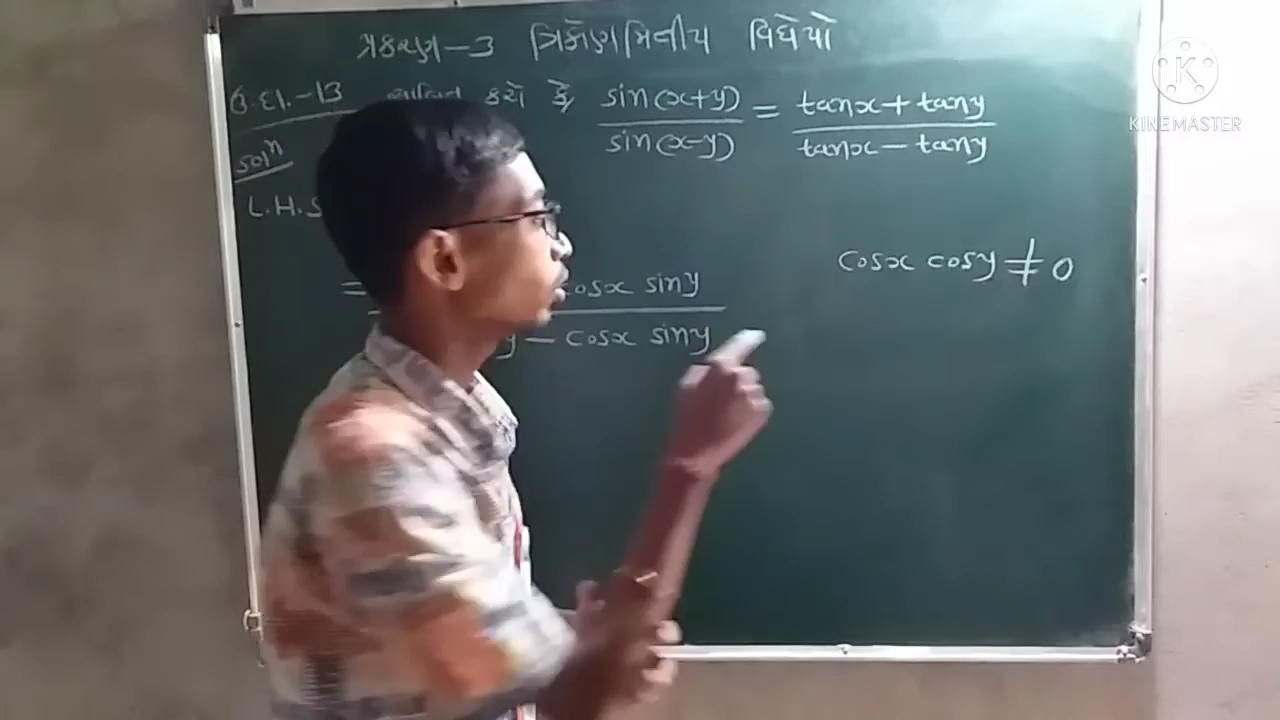 પ્રકરણ-3 ત્રિકોણમિતીય વિધેયો
ઉ.દા.-13 સાબિત કરો કે, sin(x+y) / sin(x-y) = tanx + tany / tanx - tany
solⁿ
L.H.S
cosx cosy ≠ 0
= cosx siny
y - cosx siny
K
KINEMASTER